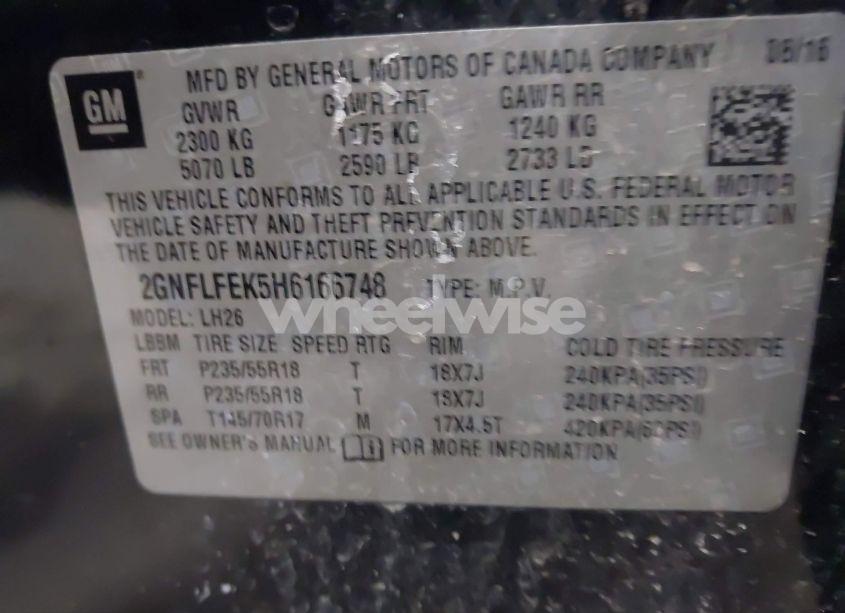 MFD BY GENERAL MOTORS OF CANADA COMPANY
GM
GVWR GAWR FRT GAWR RR
2300 KG 1175 KG 1240 KG
5070 LB 2590 LB 2733 LB
THIS VEHICLE CONFORMS TO ALL APPLICABLE U.S. FEDERAL MOTOR
VEHICLE SAFETY AND THEFT PREVENTION STANDARDS IN EFFECT ON
THE DATE OF MANUFACTURE SHOWN ABOVE.
2GNFLFEK5H6166748 TYPE: M.P.V.
wheelwise
MODEL: LH26
LBBM TIRE SIZE SPEED RTG RIM COLD TIRE PRESSURE
FRT P235/55R18 T 18X7J 240KPA(35PSI)
RR P235/55R18 T 18X7J 240KPA(35PSI)
SPA T145/70R17 M 17X4.5T 420KPA(60PSI)
SEE OWNER'S MANUAL FOR MORE INFORMATION